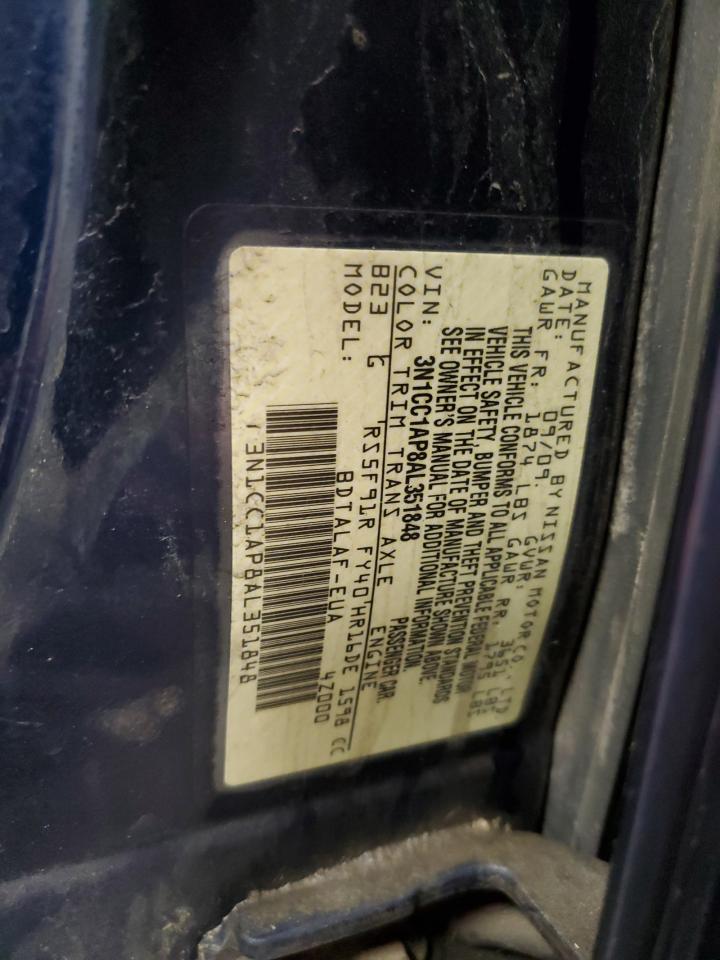 MANUFACTURED BY NISSAN MOTOR CO., LTD
DATE: 09/09. GVWR: 3651 LBS
GAWR FR: 1874 LBS GAWR RR: 1795 LBS
THIS VEHICLE CONFORMS TO ALL APPLICABLE FEDERAL MOTOR
VEHICLE SAFETY, BUMPER AND THEFT PREVENTION STANDARDS
IN EFFECT ON THE DATE OF MANUFACTURE SHOWN ABOVE.
SEE OWNER'S MANUAL FOR ADDITIONAL INFORMATION.
VIN: 3N1CC1AP8AL351848 PASSENGER CAR.
COLOR TRIM TRANS AXLE ENGINE
B23 G RS5F91R FY40 HR16DE 1598 CC
MODEL: BDTALAF-EUA 4Z000
3N1CC1AP8AL351848